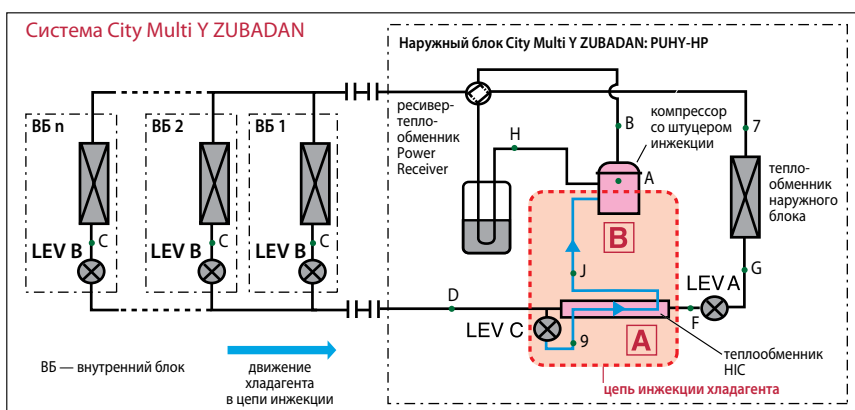 Система City Multi Y ZUBADAN
Наружный блок City Multi Y ZUBADAN: PUHY-HP
ресивер-
тепло-
обменник
Power
Receiver
H
B
компрессор
со штуцером
инжекции
A
7
тепло-
обменник
наружного
блока
ВБ n
ВБ 2
ВБ 1
C
C
C
LEV B
LEV B
LEV B
B
J
G
LEV A
D
F
LEV C
9
A
теплообменник
HIC
ВБ — внутренний блок
движение
хладагента
в цепи инжекции
цепь инжекции хладагента